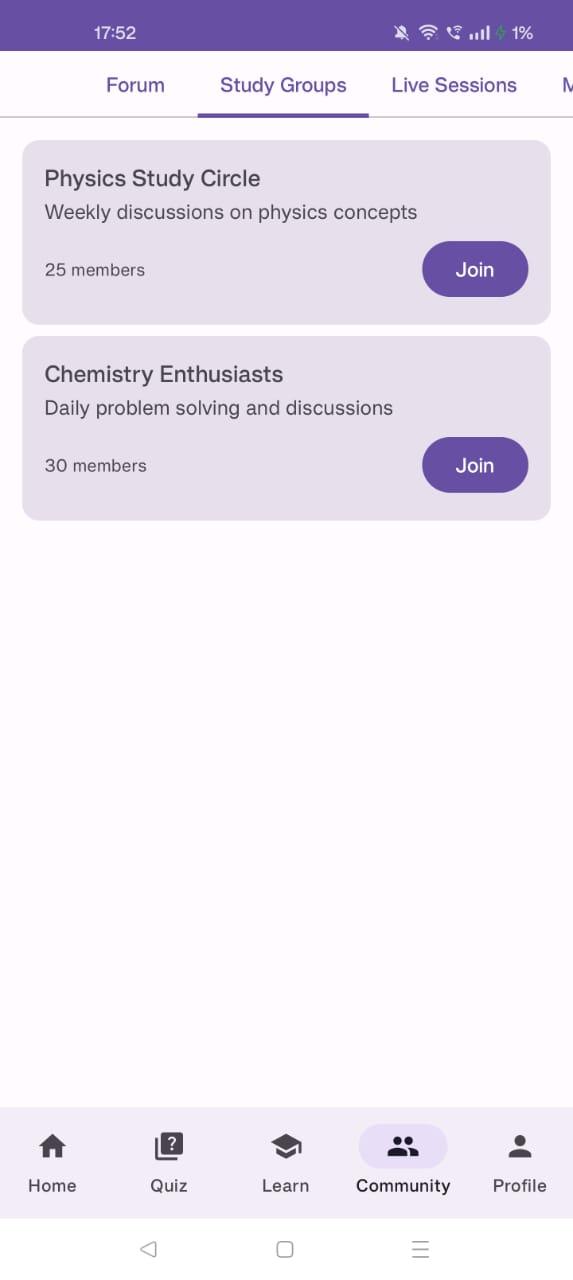 17:52
1%
Forum
Study Groups
Live Sessions
Physics Study Circle
Weekly discussions on physics concepts
25 members
Join
Chemistry Enthusiasts
Daily problem solving and discussions
30 members
Join
Home
Quiz
Learn
Community
Profile